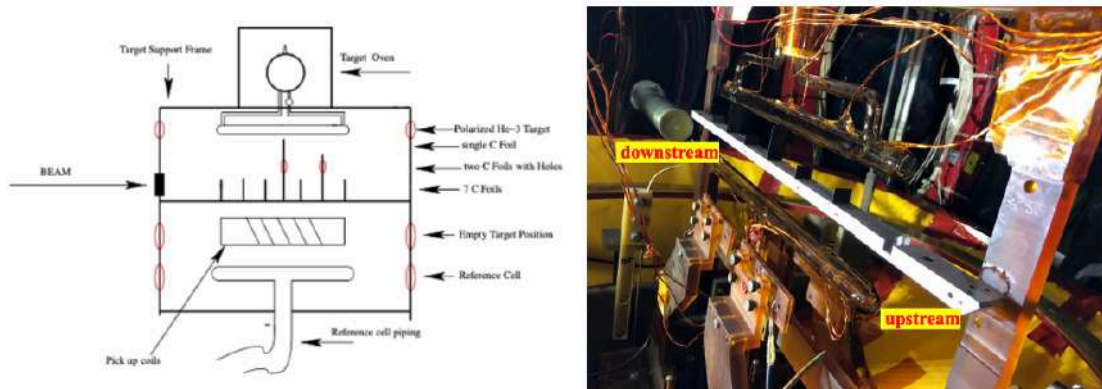 Target Support Frame
Target Oven
Polarized He-3 Target
single C Foil
two C Foils with Holes
BEAM
7 C Foils
Empty Target Position
Reference Cell
Reference cell piping
Pick up coils
downstream
upstream